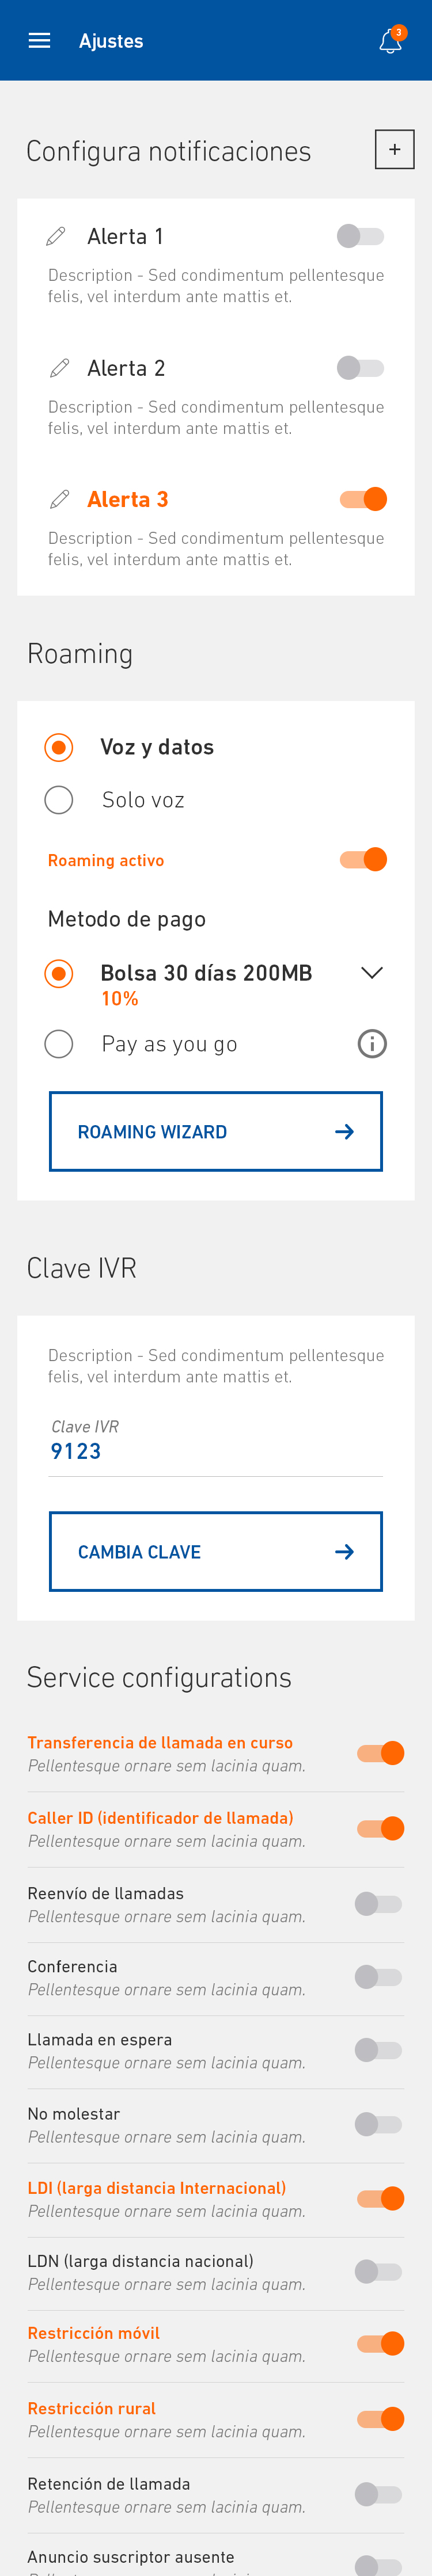 Ajustes
3
Configura notificaciones
+
Alerta 1
Description - Sed condimentum pellentesque
felis, vel interdum ante mattis et.
Alerta 2
Description - Sed condimentum pellentesque
felis, vel interdum ante mattis et.
Alerta 3
Description - Sed condimentum pellentesque
felis, vel interdum ante mattis et.
Roaming
Voz y datos
Solo voz
Roaming activo
Metodo de pago
Bolsa 30 días 200MB
10%
Pay as you go
ROAMING WIZARD
Clave IVR
Description - Sed condimentum pellentesque
felis, vel interdum ante mattis et.
Clave IVR
9123
CAMBIA CLAVE
Service configurations
Transferencia de llamada en curso
Pellentesque ornare sem lacinia quam.
Caller ID (identificador de llamada)
Pellentesque ornare sem lacinia quam.
Reenvío de llamadas
Pellentesque ornare sem lacinia quam.
Conferencia
Pellentesque ornare sem lacinia quam.
Llamada en espera
Pellentesque ornare sem lacinia quam.
No molestar
Pellentesque ornare sem lacinia quam.
LDI (larga distancia Internacional)
Pellentesque ornare sem lacinia quam.
LDN (larga distancia nacional)
Pellentesque ornare sem lacinia quam.
Restricción móvil
Pellentesque ornare sem lacinia quam.
Restricción rural
Pellentesque ornare sem lacinia quam.
Retención de llamada
Pellentesque ornare sem lacinia quam.
Anuncio suscriptor ausente